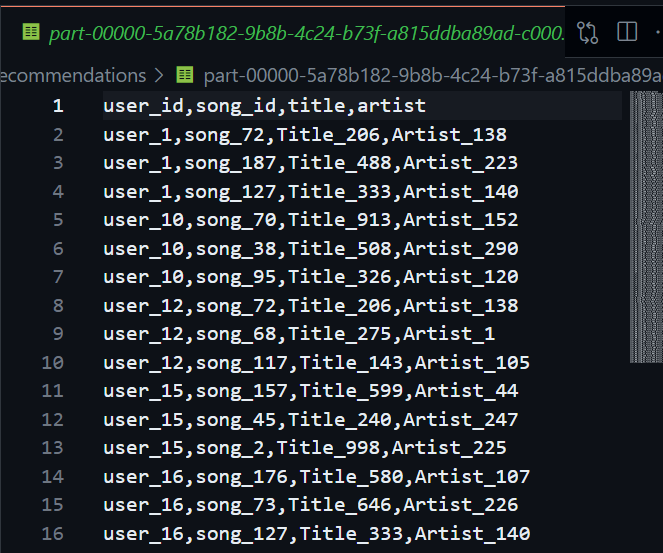 part-00000-5a78b182-9b8b-4c24-b73f-a815ddba89ad-c000.
ecommendations > part-00000-5a78b182-9b8b-4c24-b73f-a815ddba89a
1 user_id,song_id,title,artist
2 user_1,song_72,Title_206,Artist_138
3 user_1,song_187,Title_488,Artist_223
4 user_1,song_127,Title_333,Artist_140
5 user_10,song_70,Title_913,Artist_152
6 user_10,song_38,Title_508,Artist_290
7 user_10,song_95,Title_326,Artist_120
8 user_12,song_72,Title_206,Artist_138
9 user_12,song_68,Title_275,Artist_1
10 user_12,song_117,Title_143,Artist_105
11 user_15,song_157,Title_599,Artist_44
12 user_15,song_45,Title_240,Artist_247
13 user_15,song_2,Title_998,Artist_225
14 user_16,song_176,Title_580,Artist_107
15 user_16,song_73,Title_646,Artist_226
16 user_16,song_127,Title_333,Artist_140